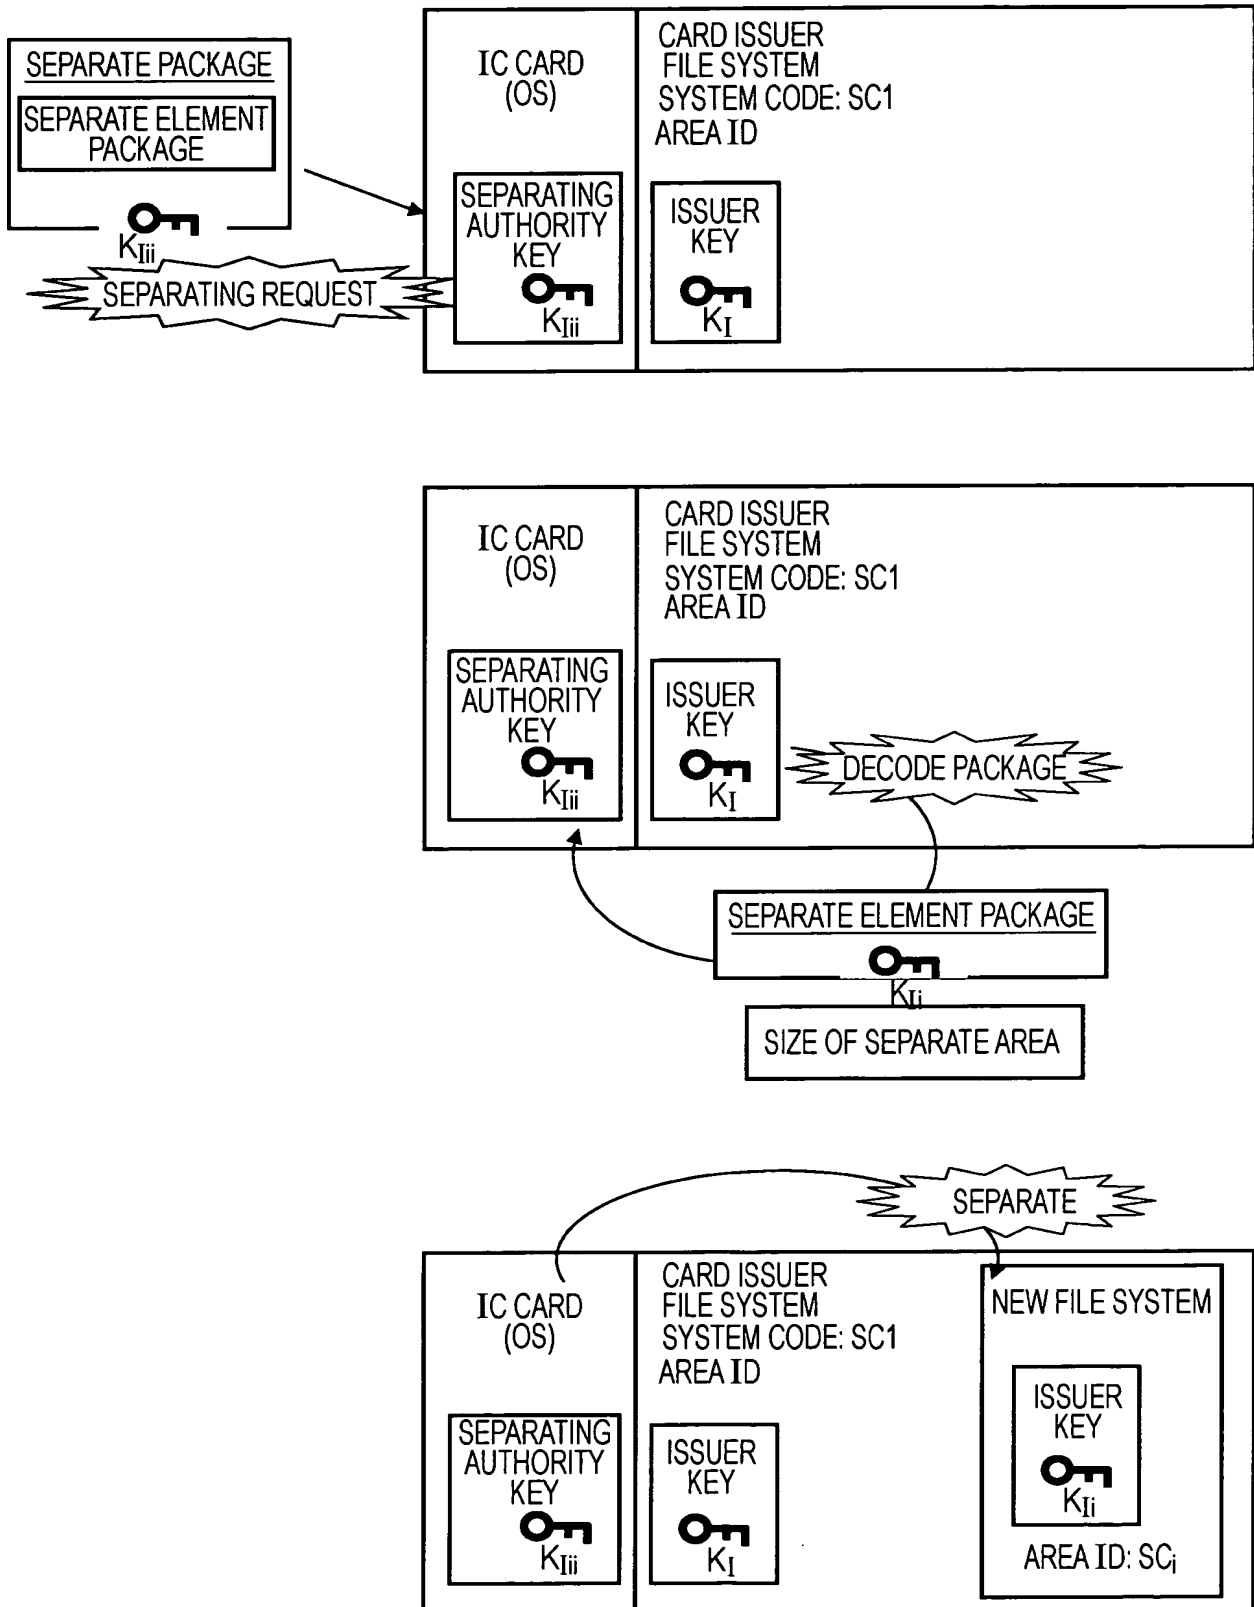 SEPARATE PACKAGE
SEPARATE ELEMENT
PACKAGE
KIii
SEPARATING REQUEST
IC CARD
(OS)
SEPARATING
AUTHORITY
KEY
KIii
CARD ISSUER
FILE SYSTEM
SYSTEM CODE: SC1
AREA ID
ISSUER
KEY
KI
IC CARD
(OS)
SEPARATING
AUTHORITY
KEY
KIii
CARD ISSUER
FILE SYSTEM
SYSTEM CODE: SC1
AREA ID
ISSUER
KEY
KI
DECODE PACKAGE
SEPARATE ELEMENT PACKAGE
KIi
SIZE OF SEPARATE AREA
SEPARATE
IC CARD
(OS)
SEPARATING
AUTHORITY
KEY
KIii
CARD ISSUER
FILE SYSTEM
SYSTEM CODE: SC1
AREA ID
ISSUER
KEY
KI
NEW FILE SYSTEM
ISSUER
KEY
KIi
AREA ID: SCi